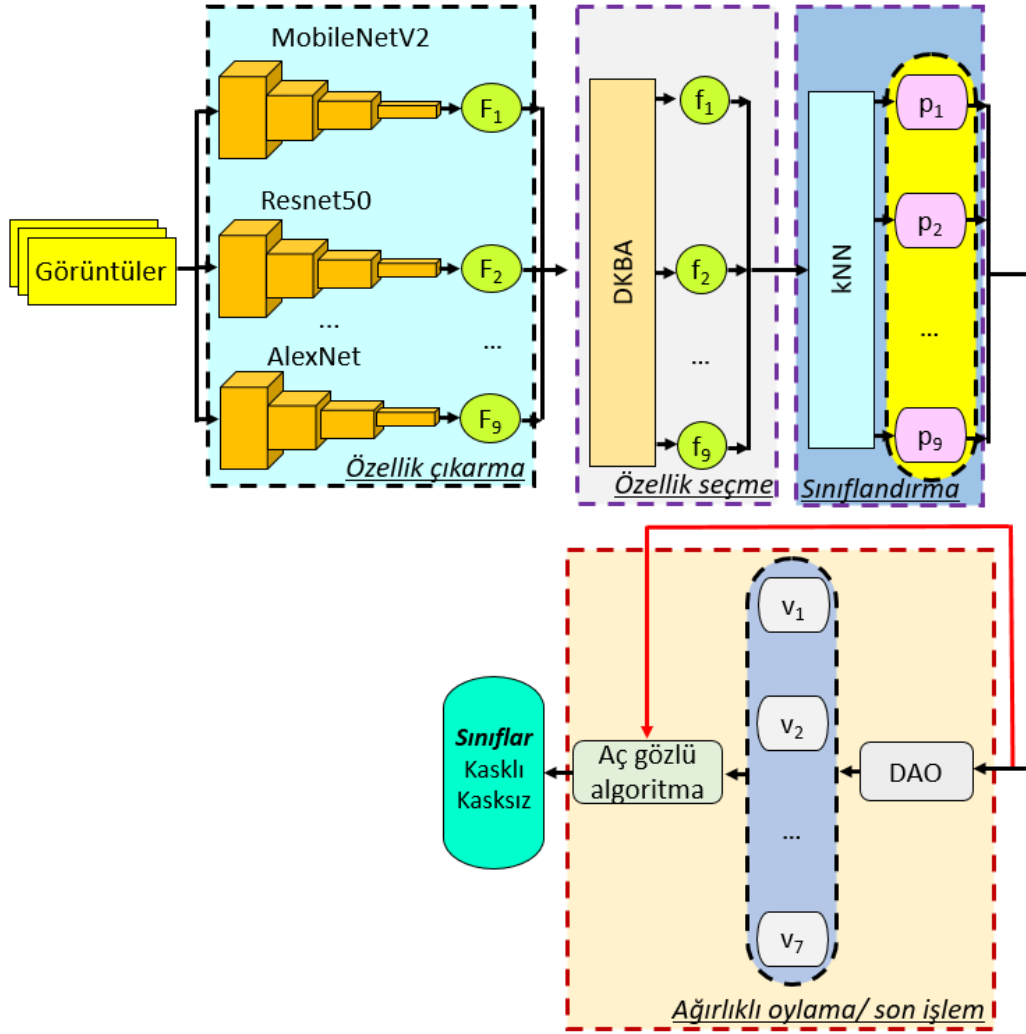 MobileNetV2
F1
Resnet50
Görüntüler
F2
...
...
AlexNet
F9
Özellik çıkarma
DKBA
f1
f2
...
f9
Özellik seçme
kNN
p1
p2
...
p9
Sınıflandırma
v1
v2
...
v7
DAO
Aç gözlü
algoritma
Sınıflar
Kasklı
Kasksız
Ağırlıklı oylama/ son işlem